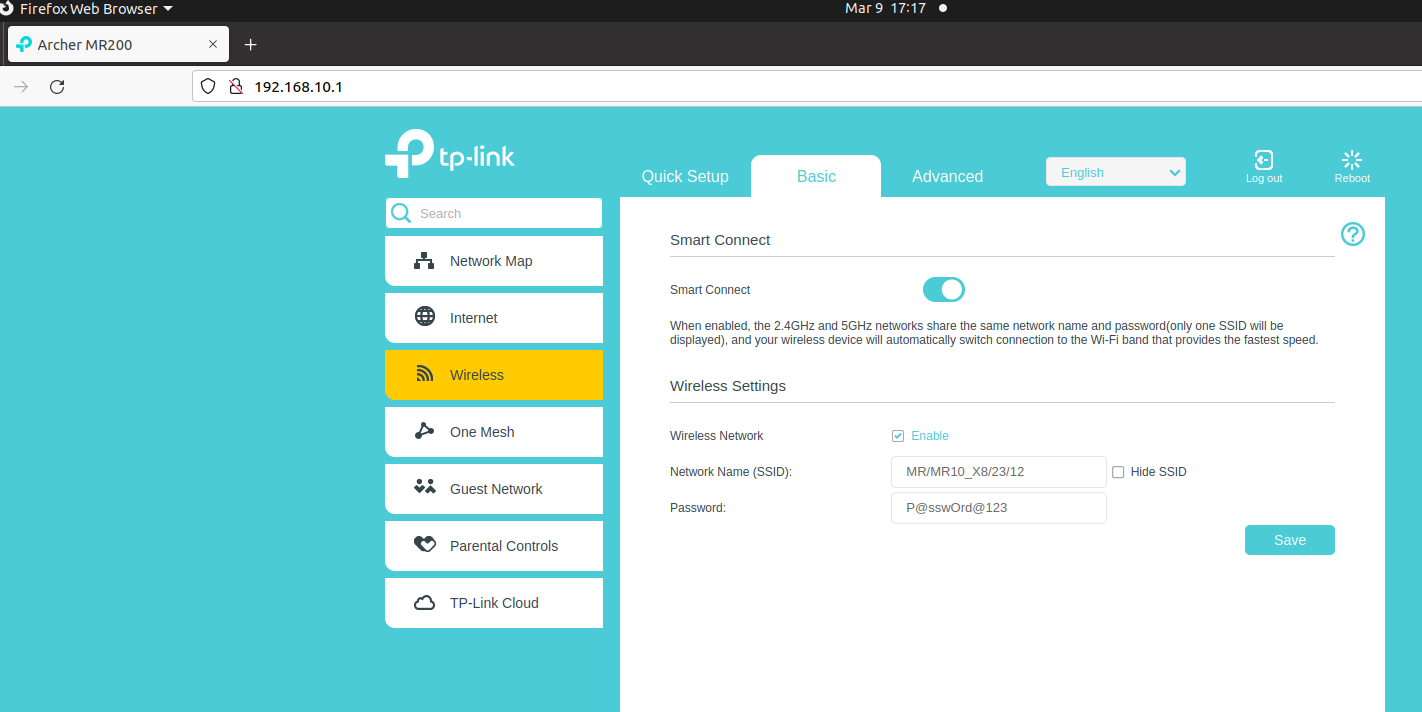 Firefox Web Browser
Mar 9 17:17
Archer MR200
192.168.10.1
tp-link
Quick Setup
Basic
Advanced
English
Log out
Reboot
Search
Network Map
Internet
Wireless
One Mesh
Guest Network
Parental Controls
TP-Link Cloud
Smart Connect
Smart Connect
When enabled, the 2.4GHz and 5GHz networks share the same network name and password(only one SSID will be
displayed), and your wireless device will automatically switch connection to the Wi-Fi band that provides the fastest speed.
Wireless Settings
Wireless Network
Enable
Network Name (SSID):
MR/MR10_X8/23/12
Hide SSID
Password:
P@sswOrd@123
Save